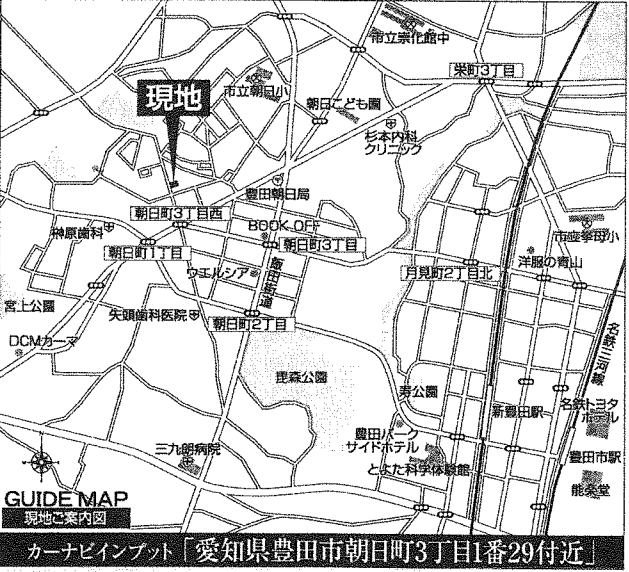 市立崇化館中
栄町3丁目
市立朝日小
現地
朝日こども園
杉本内科
クリニック
豊田朝日局
朝日町3丁目西
BOOK OFF
榊原歯科
朝日町1丁目
朝日町3丁目
市立挙母小
洋服の青山
月見町2丁目北
ウエルシア
飯田街道
宮上公園
矢頭歯科医院
朝日町2丁目
DCMカーマ
名鉄三河線
毘森公園
寿公園
新豊田駅
名鉄トヨタ
ホテル
豊田パーク
サイドホテル
三九朗病院
とよた科学体験館
豊田市駅
能楽堂
GUIDE MAP
現地ご案内図
カーナビインプット「愛知県豊田市朝日町3丁目1番29付近」